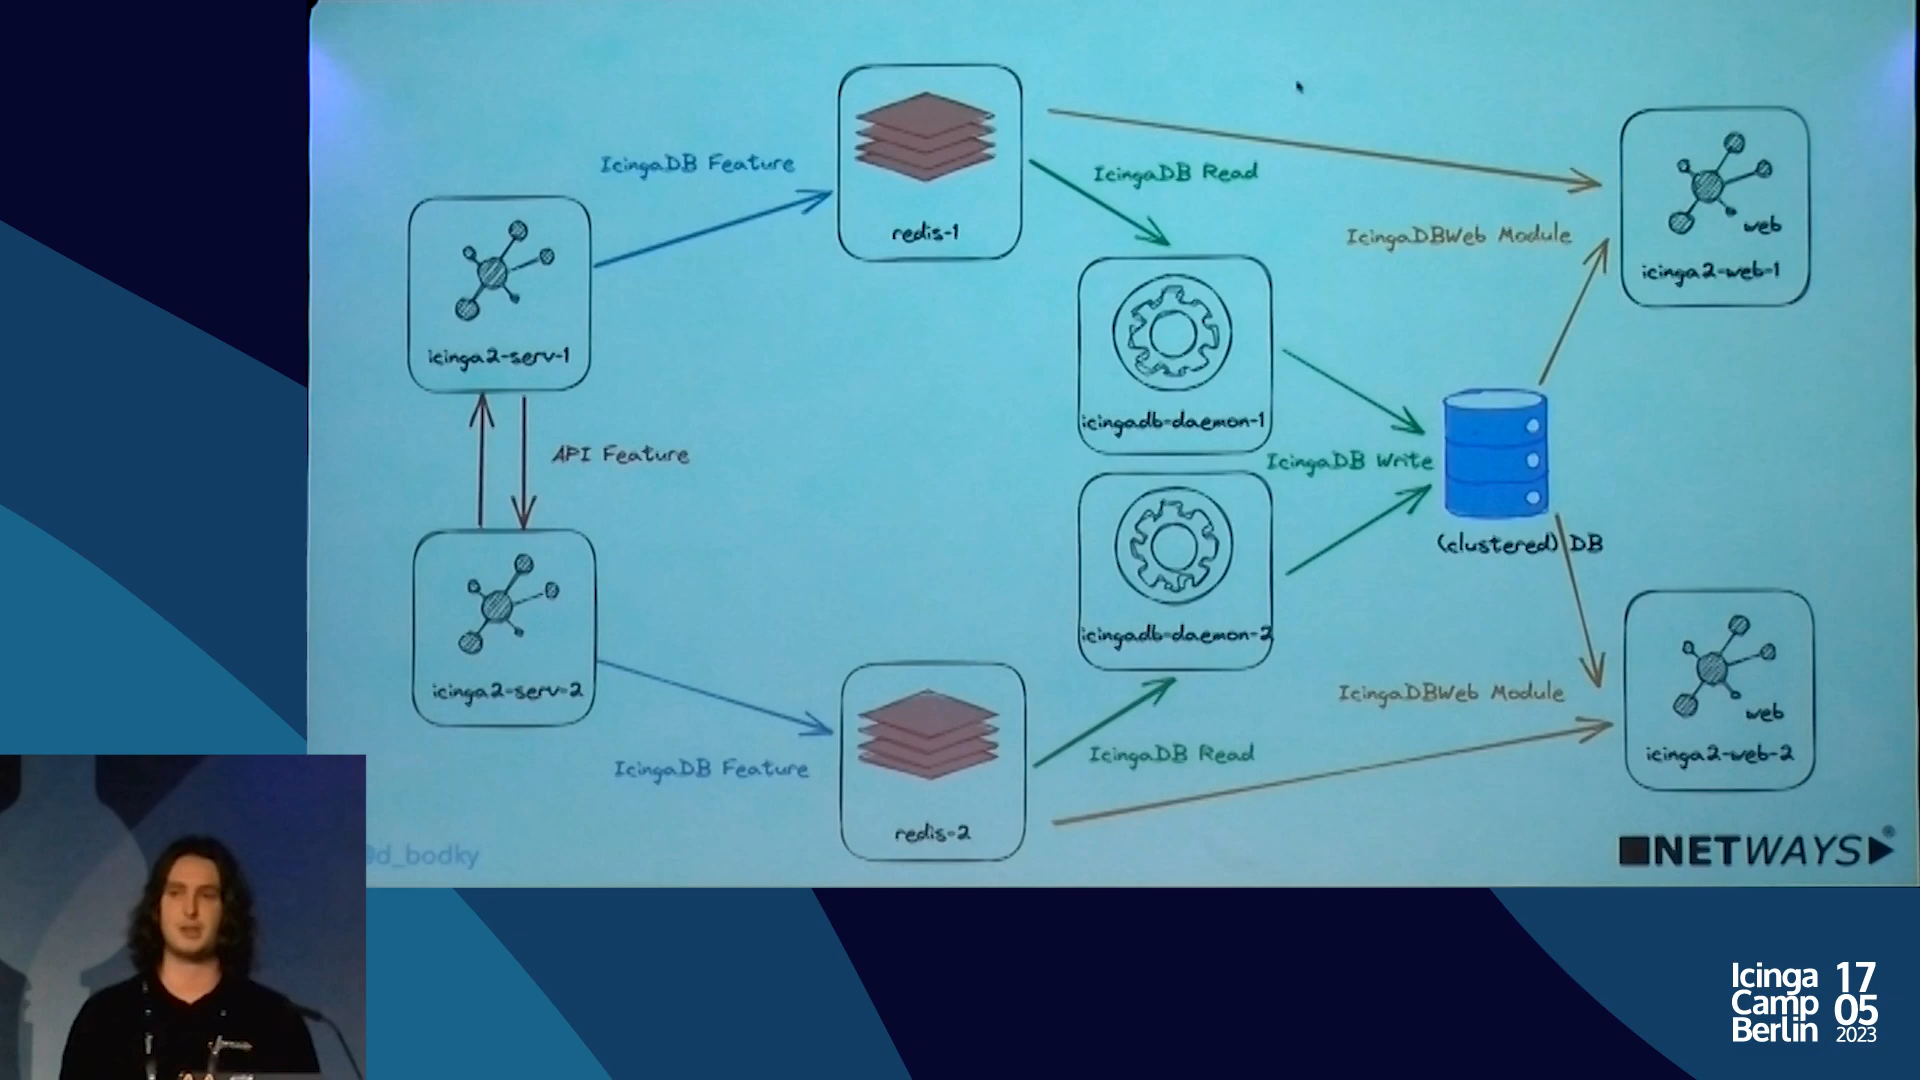 IcingaDB Feature
redis-1
IcingaDB Read
IcingaDBWeb Module
web
icinga2-web-1
icinga2-serv-1
icingadb-daemon-1
API Feature
IcingaDB Write
(clustered) DB
icingadb-daemon-2
icinga2-serv-2
IcingaDBWeb Module
web
icinga2-web-2
IcingaDB Feature
IcingaDB Read
redis-2
@d_bodky
NETWAYS®
Icinga 17
Camp 05
Berlin 2023